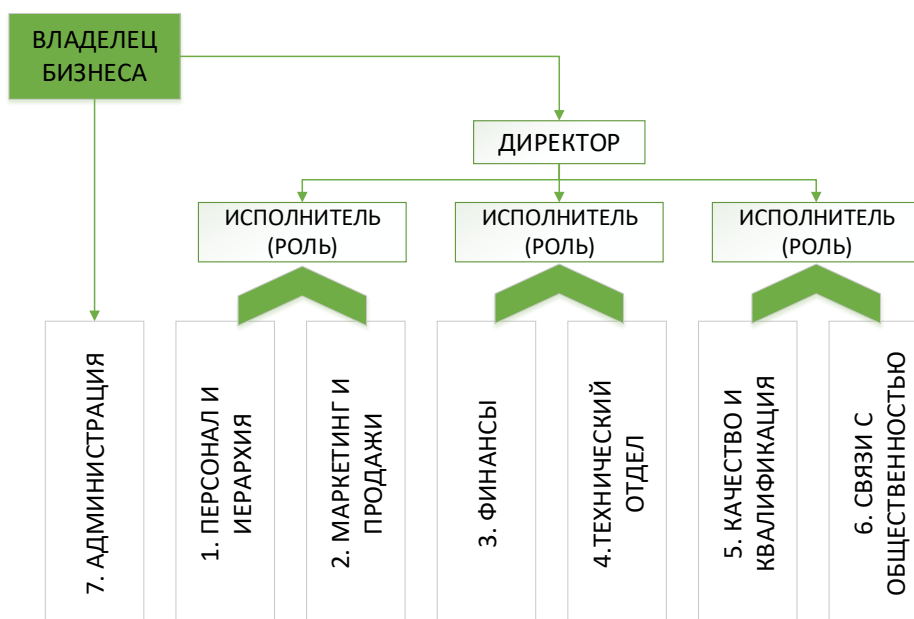 ВЛАДЕЛЕЦ
БИЗНЕСА
ДИРЕКТОР
ИСПОЛНИТЕЛЬ
(РОЛЬ)
ИСПОЛНИТЕЛЬ
(РОЛЬ)
ИСПОЛНИТЕЛЬ
(РОЛЬ)
7. АДМИНИСТРАЦИЯ
1. ПЕРСОНАЛ И
ИЕРАРХИЯ
2. МАРКЕТИНГ И
ПРОДАЖИ
3. ФИНАНСЫ
4.ТЕХНИЧЕСКИЙ
ОТДЕЛ
5. КАЧЕСТВО И
КВАЛИФИКАЦИЯ
6. СВЯЗИ С
ОБЩЕСТВЕННОСТЬЮ